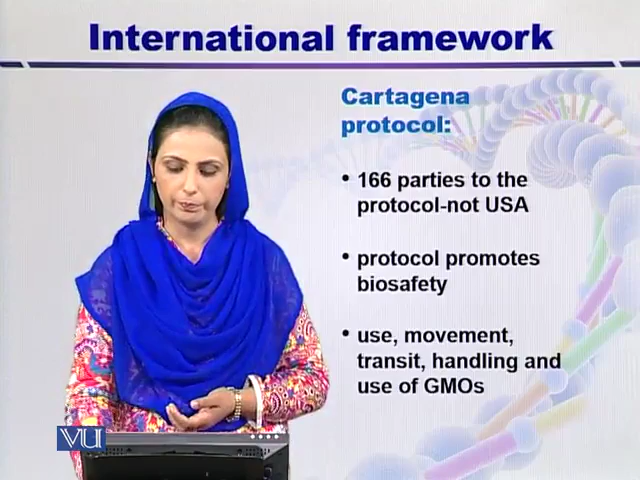 International framework
Cartagena
protocol:
• 166 parties to the
protocol-not USA
• protocol promotes
biosafety
• use, movement,
transit, handling and
use of GMOs
VU